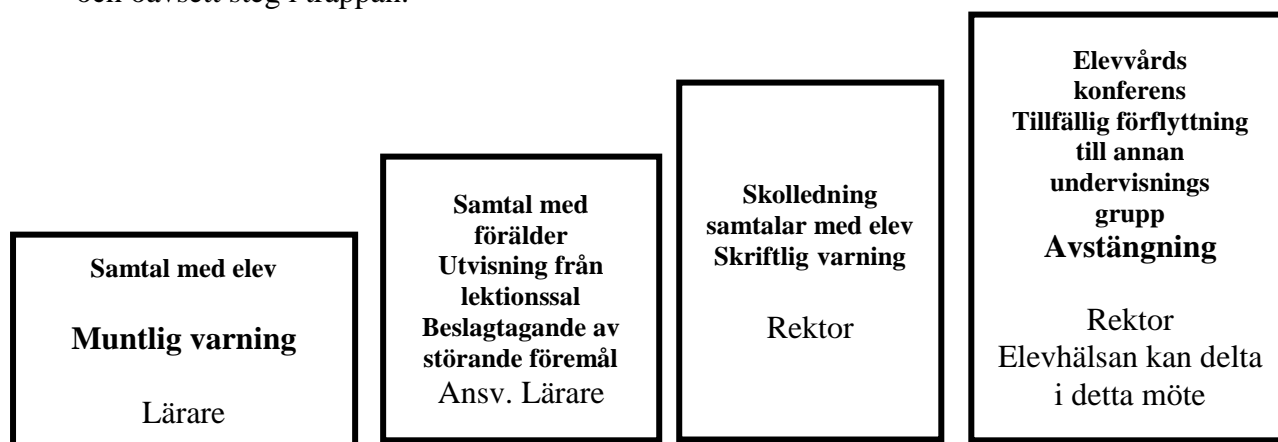 och oavsett steg i trappan.
Samtal med elev
Muntlig varning
Lärare
Samtal med
förälder
Utvisning från
lektionssal
Beslagtagande av
störande föremål
Ansv. Lärare
Skolledning
samtalar med elev
Skriftlig varning
Rektor
Elevvårds
konferens
Tillfällig förflyttning
till annan
undervisnings
grupp
Avstängning
Rektor
Elevhälsan kan delta
i detta möte